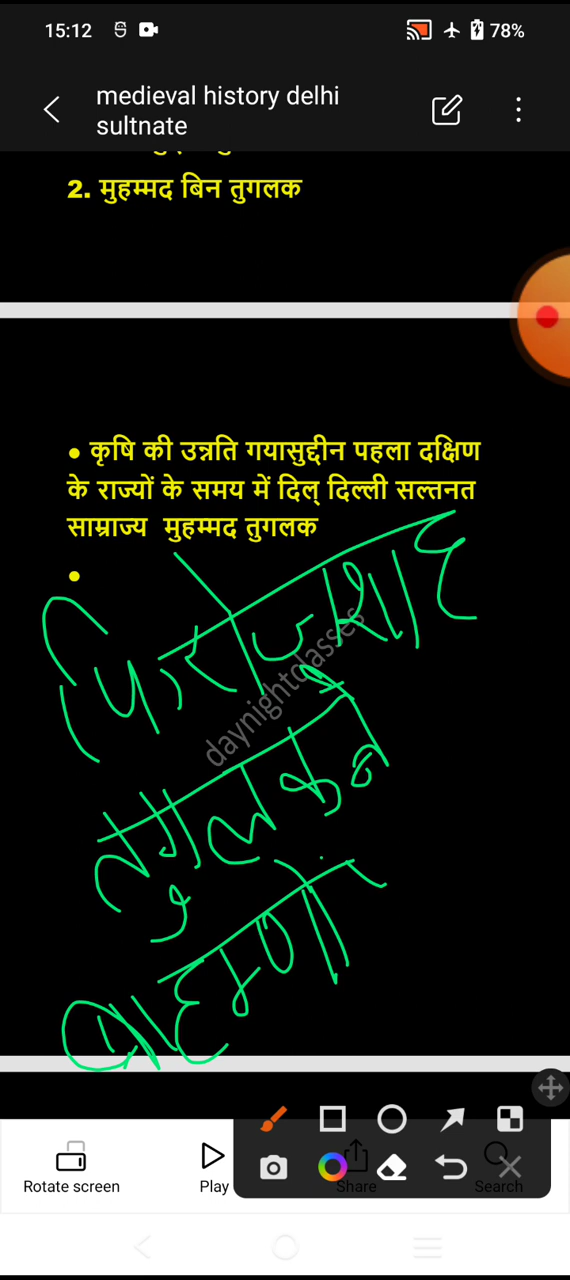 15:12
78%
medieval history delhi
sultnate
2. मुहम्मद बिन तुगलक
• कृषि की उन्नति गयासुद्दीन पहला दक्षिण
के राज्यों के समय में दिल् दिल्ली सल्तनत
साम्राज्य मुहम्मद तुगलक
•
फिरोजशाह
तुगलक ने
ब्राह्मणों
daynightclasses
Rotate screen
Play
Share
Search